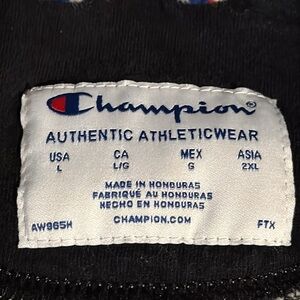 Champion®
AUTHENTIC ATHLETICWEAR
USA CA MEX ASIA
L L/G G 2XL
MADE IN HONDURAS
FABRIQUÉ AU HONDURAS
HECHO EN HONDURAS
AW965H CHAMPION.COM FTX